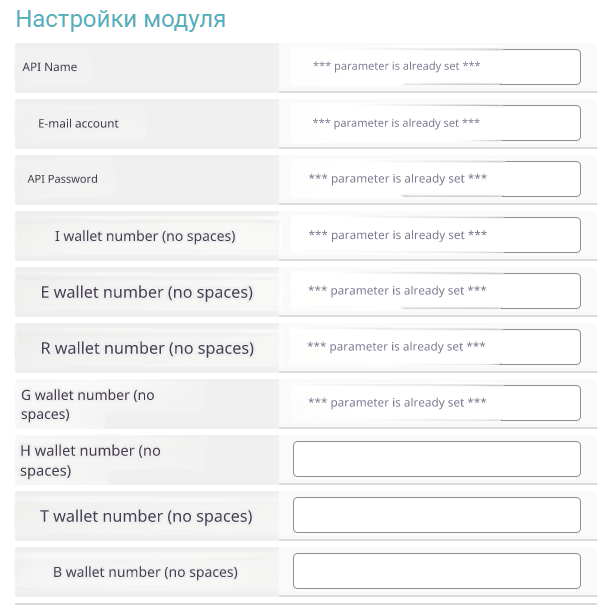 Настройки модуля
API Name
*** parameter is already set ***
E-mail account
*** parameter is already set ***
API Password
*** parameter is already set ***
I wallet number (no spaces)
*** parameter is already set ***
E wallet number (no spaces)
*** parameter is already set ***
R wallet number (no spaces)
*** parameter is already set ***
G wallet number (no
spaces)
*** parameter is already set ***
H wallet number (no
spaces)
T wallet number (no spaces)
B wallet number (no spaces)